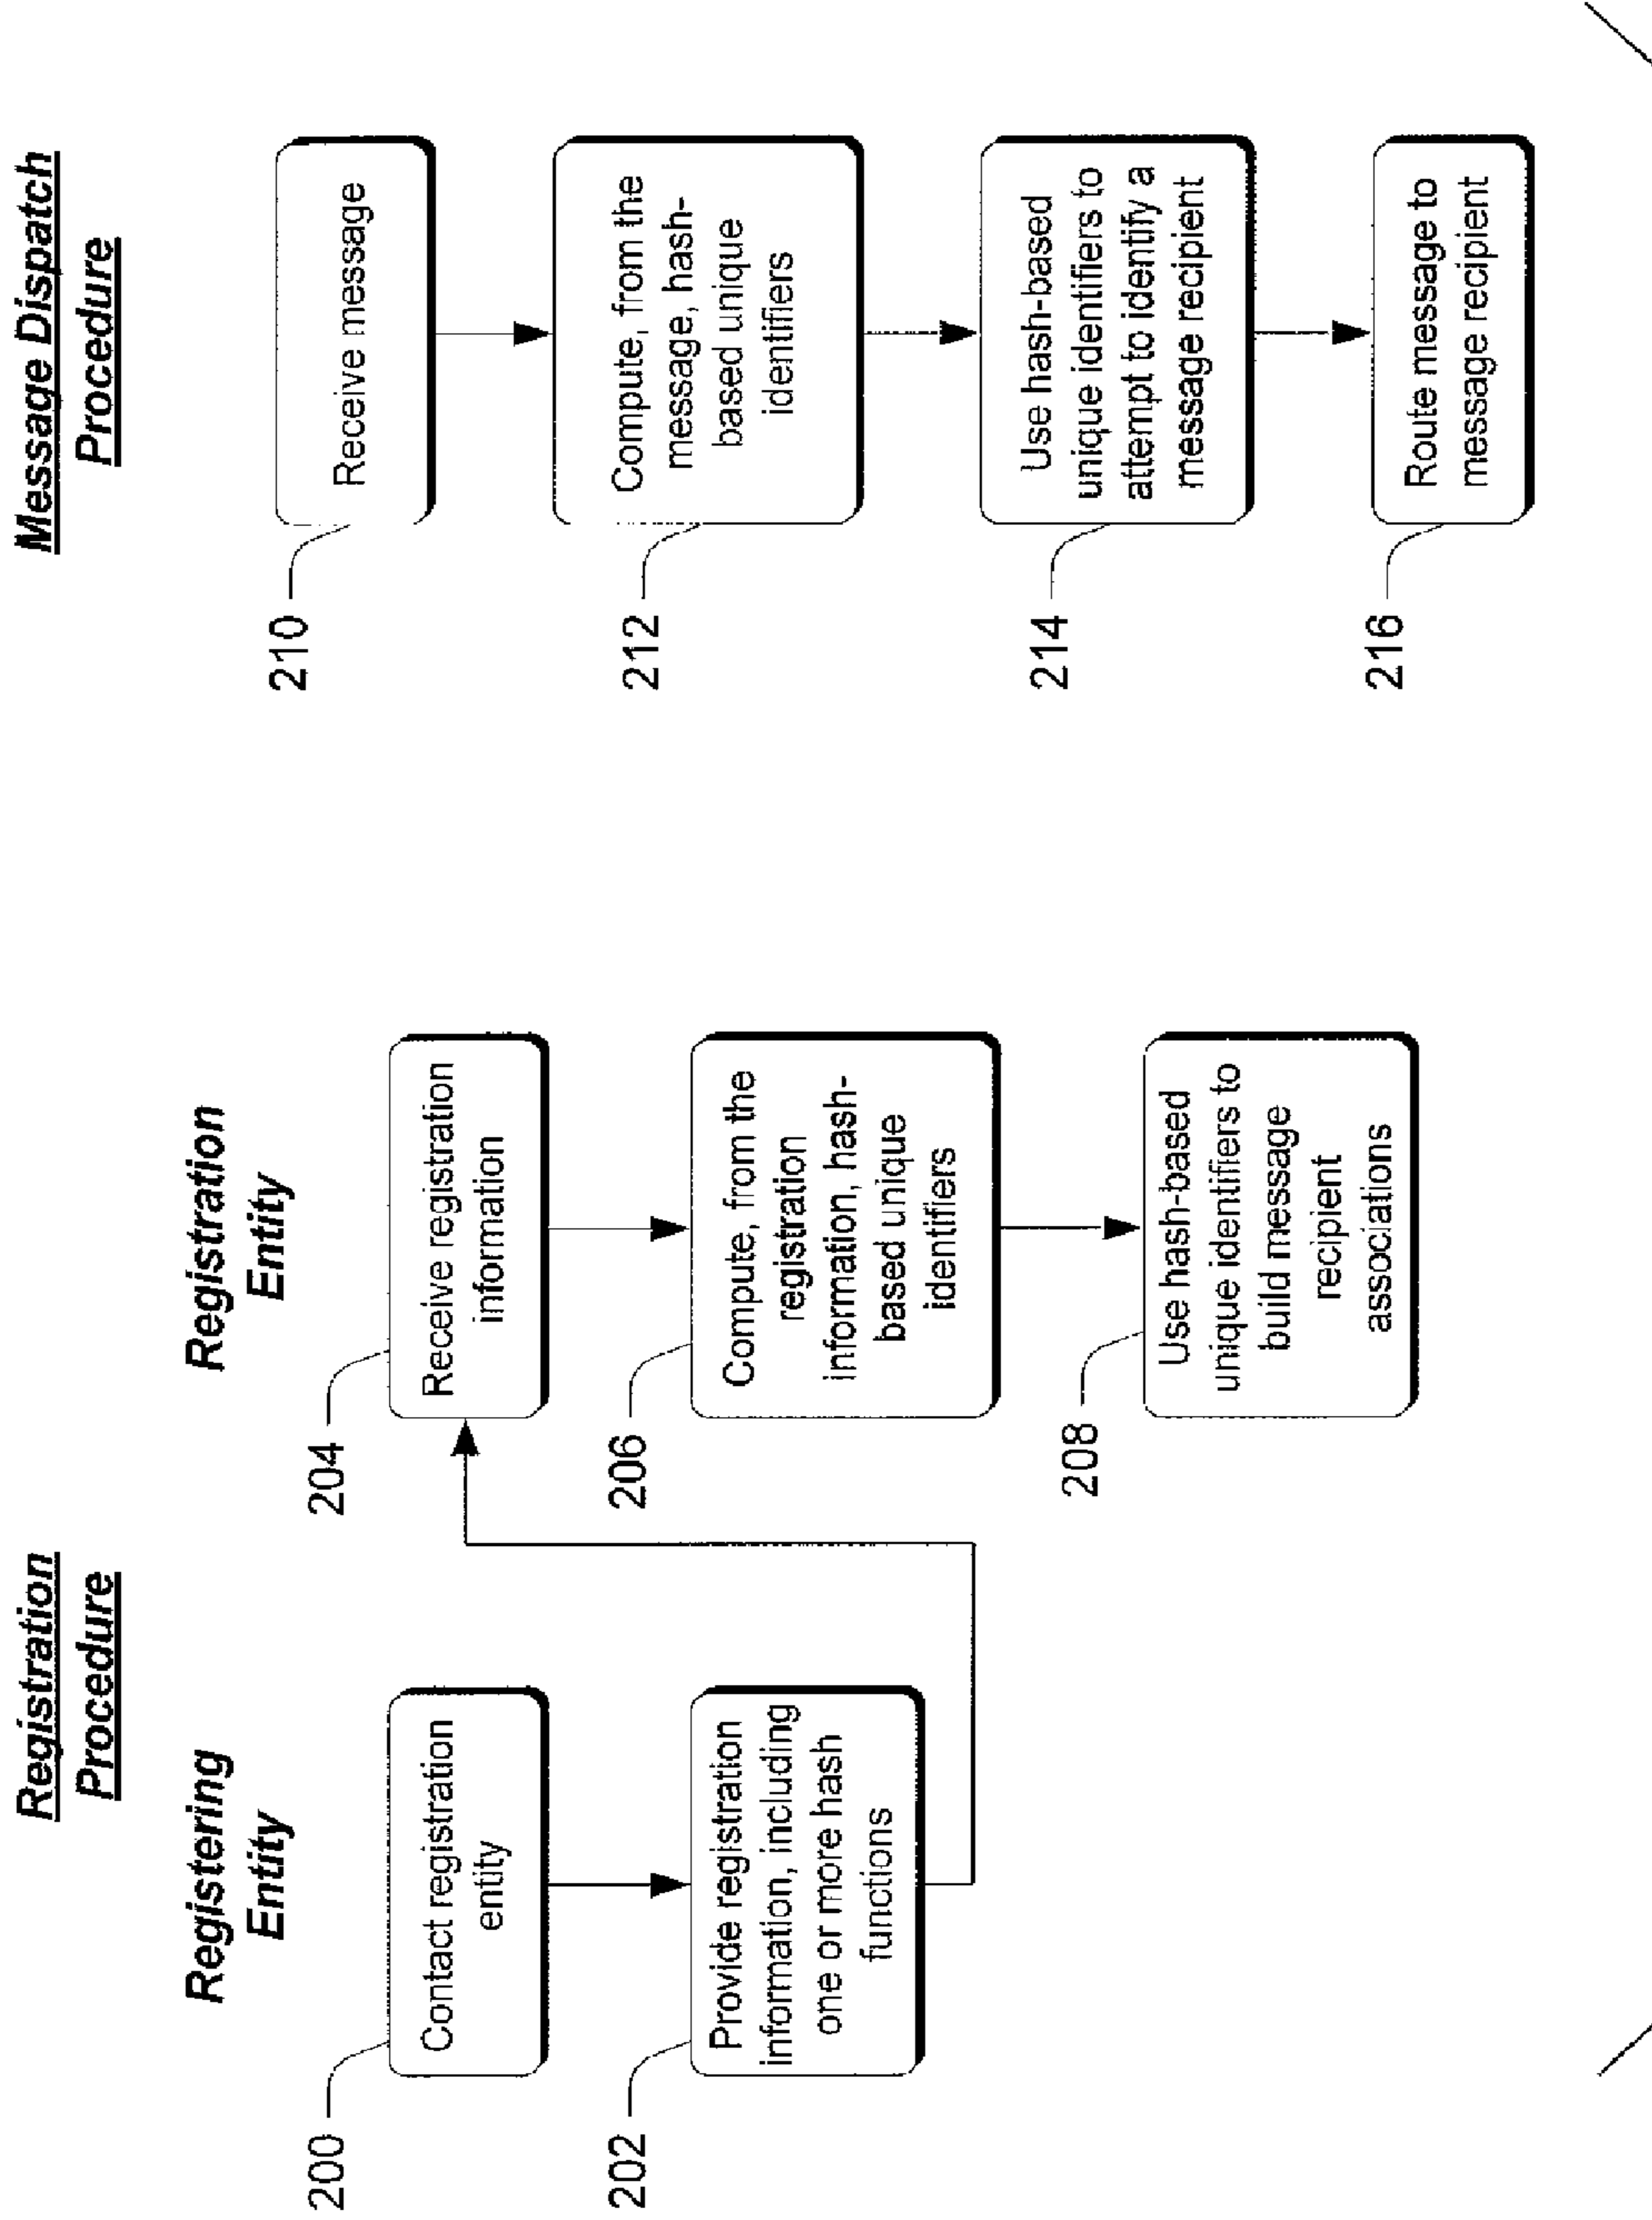 Registration
Procedure
Registering
Entity
200
Contact registration
entity
202
Provide registration
information, including
one or more hash
functions
Registration
Entity
204
Receive registration
information
206
Compute, from the
registration
information, hash-
based unique
identifiers
208
Use hash-based
unique identifiers to
build message
recipient
associations
Message Dispatch
Procedure
210
Receive message
212
Compute, from the
message, hash-
based unique
identifiers
214
Use hash-based
unique identifiers to
attempt to identify a
message recipient
216
Route message to
message recipient